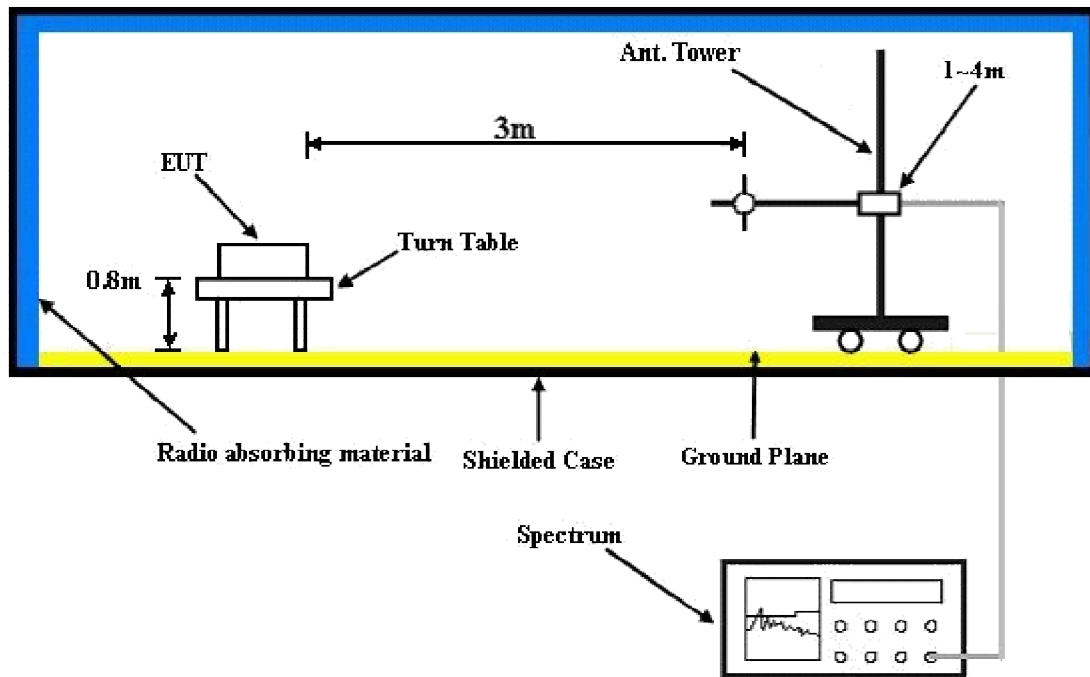 Ant. Tower
1~4m
3m
EUT
Turn Table
0.8m
Radio absorbing material
Shielded Case
Ground Plane
Spectrum